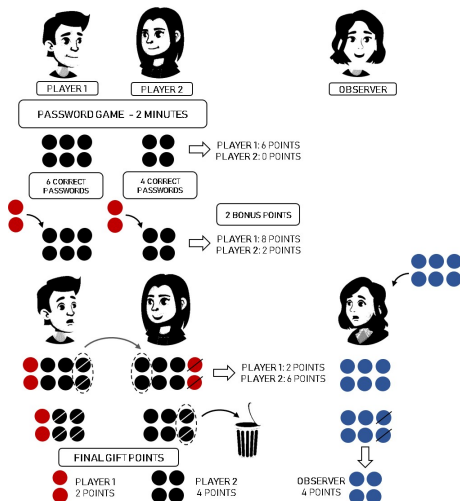 PLAYER 1
PLAYER 2
OBSERVER
PASSWORD GAME - 2 MINUTES
PLAYER 1: 6 POINTS
PLAYER 2: 0 POINTS
6 CORRECT
PASSWORDS
4 CORRECT
PASSWORDS
2 BONUS POINTS
PLAYER 1: 8 POINTS
PLAYER 2: 2 POINTS
PLAYER 1: 2 POINTS
PLAYER 2: 6 POINTS
FINAL GIFT POINTS
PLAYER 1
2 POINTS
PLAYER 2
4 POINTS
OBSERVER
4 POINTS